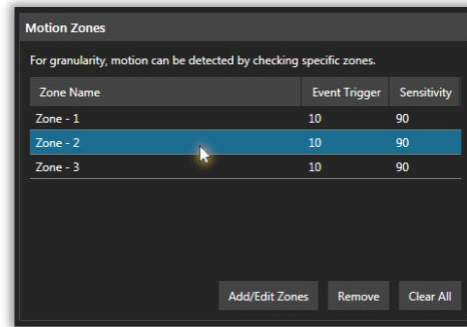 Motion Zones
For granularity, motion can be detected by checking specific zones.
Zone Name Event Trigger Sensitivity
Zone - 1 10 90
Zone - 2 10 90
Zone - 3 10 90
Add/Edit Zones Remove Clear All